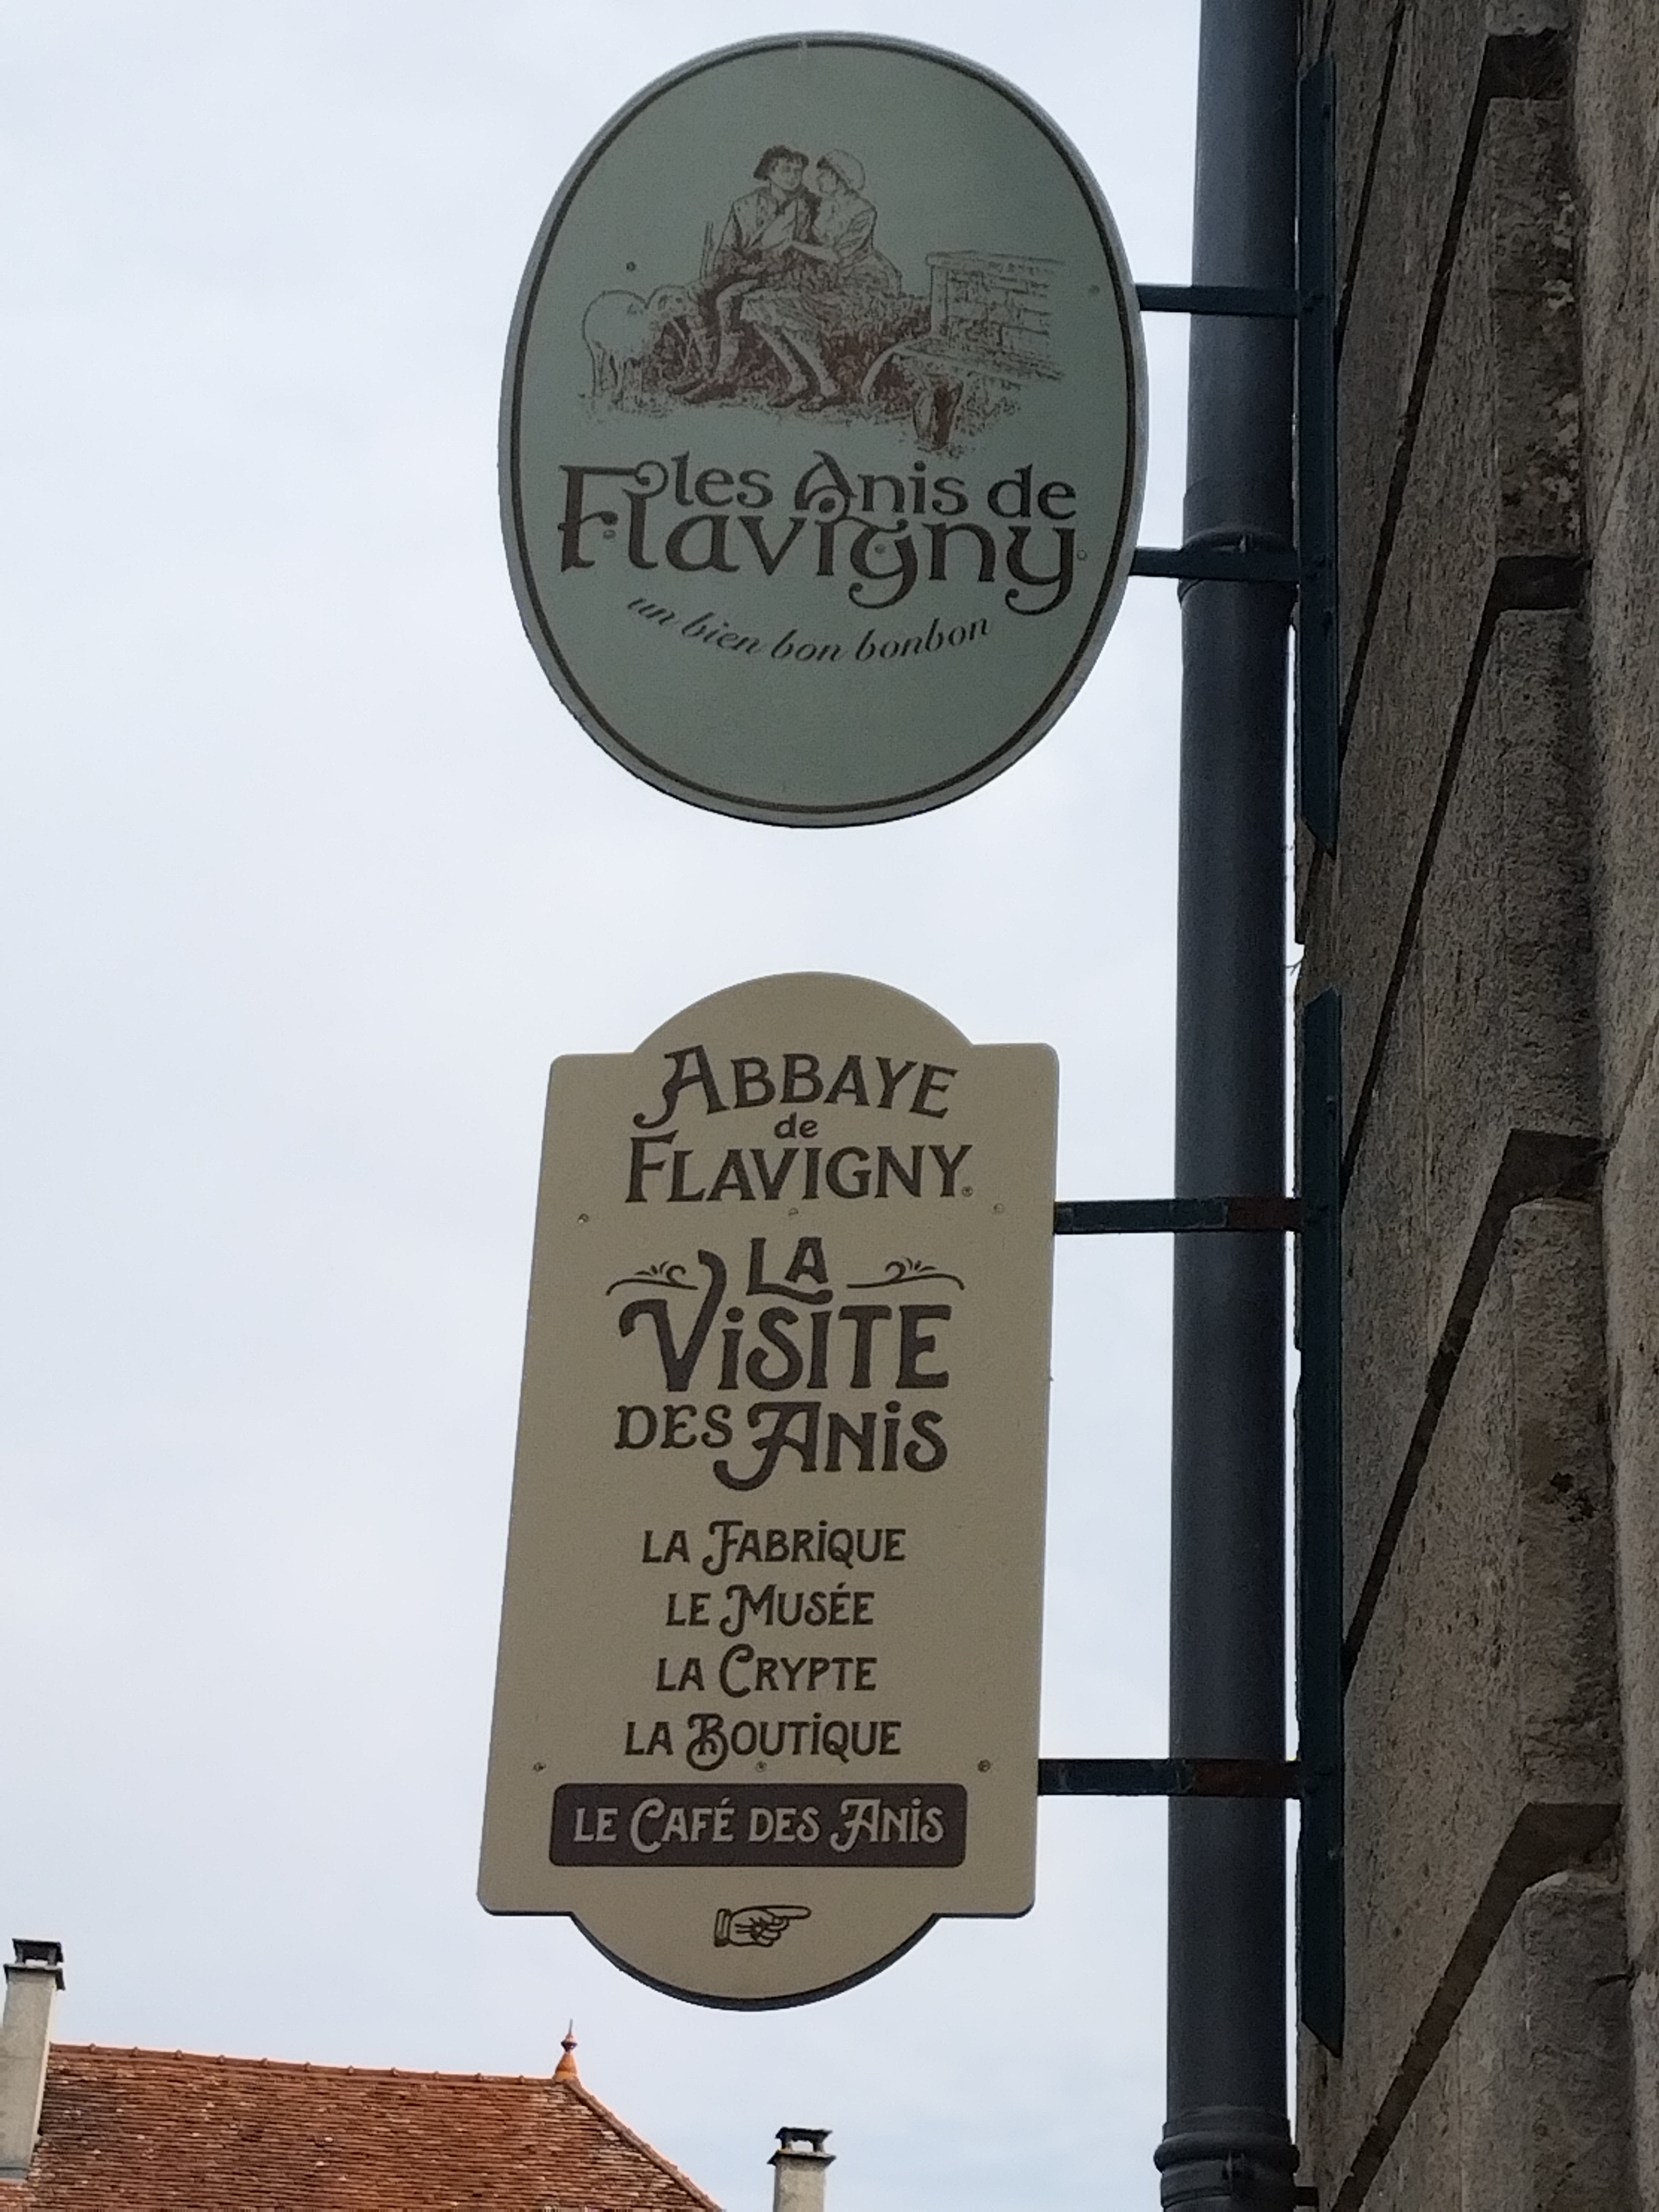 les Anis de
Flavigny
un bien bon bonbon
ABBAYE
de
FLAVIGNY
LA
ViSITE
DES ANiS
LA FABRiQUE
LE MUSÉE
LA CRYPTE
LA BOUTiQUE
LE CAFÉ DES ANiS